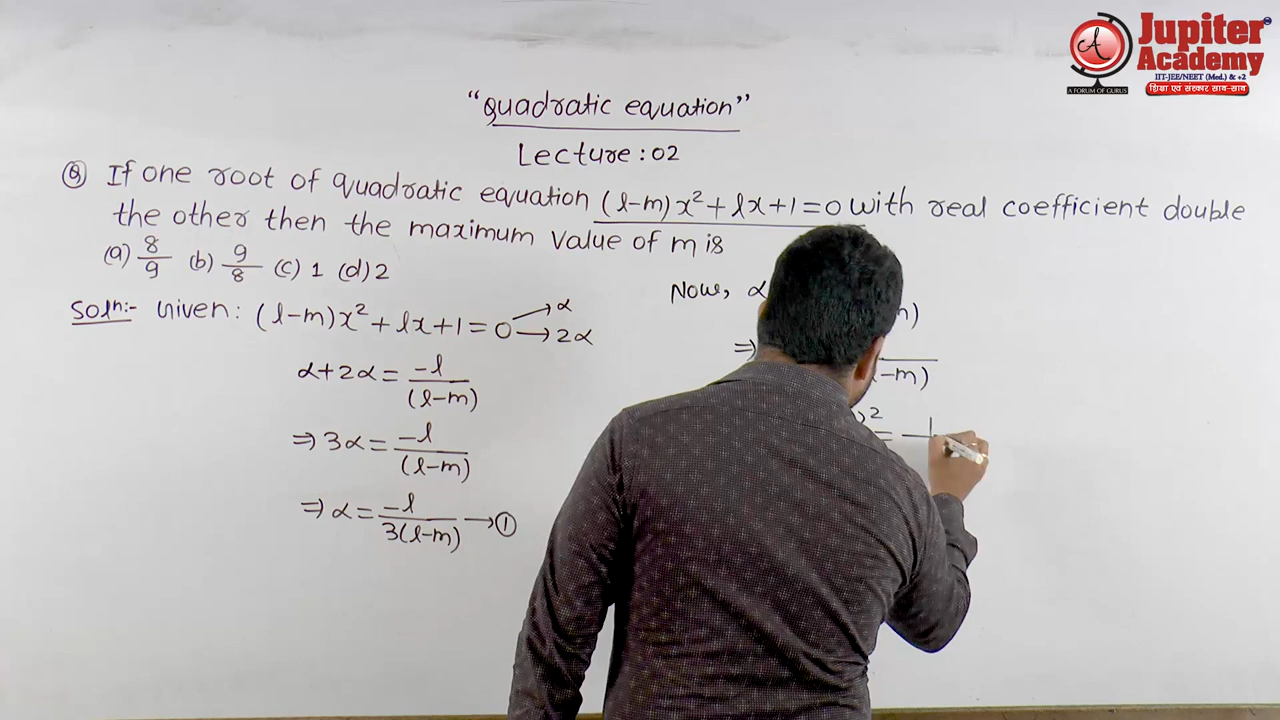 Jupiter
Academy
IIT-JEE/NEET (Med.) & +2
A FORUM OF GURUS
शिक्षा एवं संस्कार साथ-साथ
"Quadratic equation"
Lecture : 02
Q If one root of quadratic equation (l-m)x²+lx+1=0 with real coefficient double
the other then the maximum value of m is
(a) 8/9 (b) 9/8 (c) 1 (d) 2
Solⁿ:- Given: (l-m)x²+lx+1=0 →α →2α
α+2α = -l/(l-m)
⇒ 3α = -l/(l-m)
⇒ α = -l/3(l-m) →①
Now, α
⇒
-m)
2
= 1